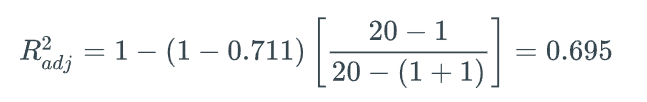 R²adj = 1 − (1 − 0.711) [ (20 − 1) / (20 − (1 + 1)) ] = 0.695